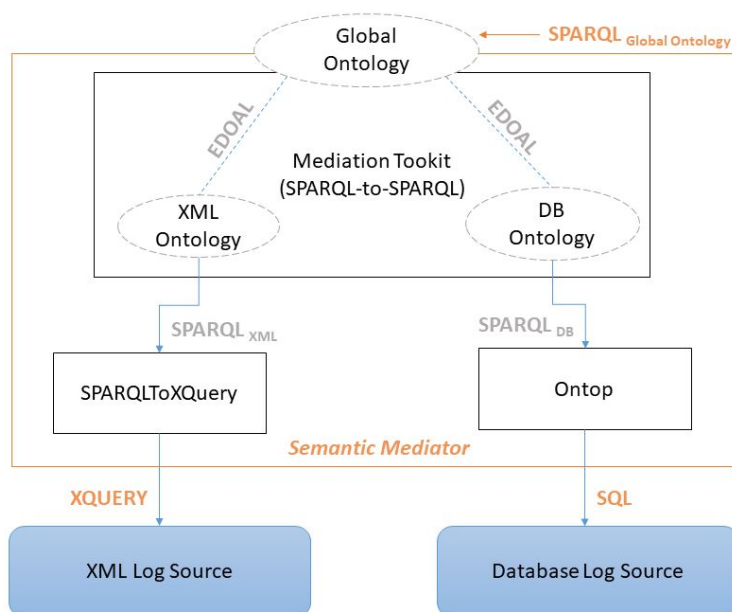 Global
Ontology
SPARQL Global Ontology
EDOAL
EDOAL
Mediation Tookit
(SPARQL-to-SPARQL)
XML
Ontology
DB
Ontology
SPARQL XML
SPARQL DB
SPARQLToXQuery
Ontop
Semantic Mediator
XQUERY
SQL
XML Log Source
Database Log Source